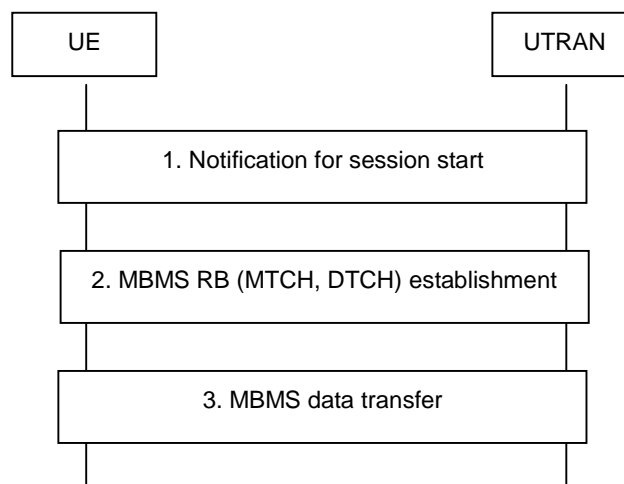 UE
UTRAN
1. Notification for session start
2. MBMS RB (MTCH, DTCH) establishment
3. MBMS data transfer